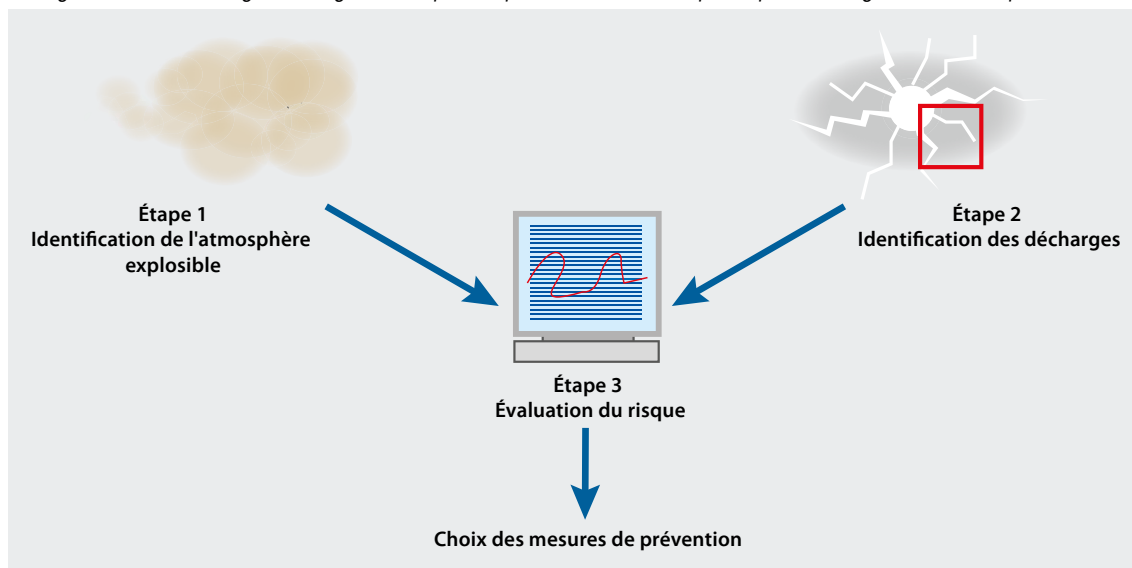 Étape 1
Identification de l'atmosphère
explosible
Étape 2
Identification des décharges
Étape 3
Évaluation du risque
Choix des mesures de prévention